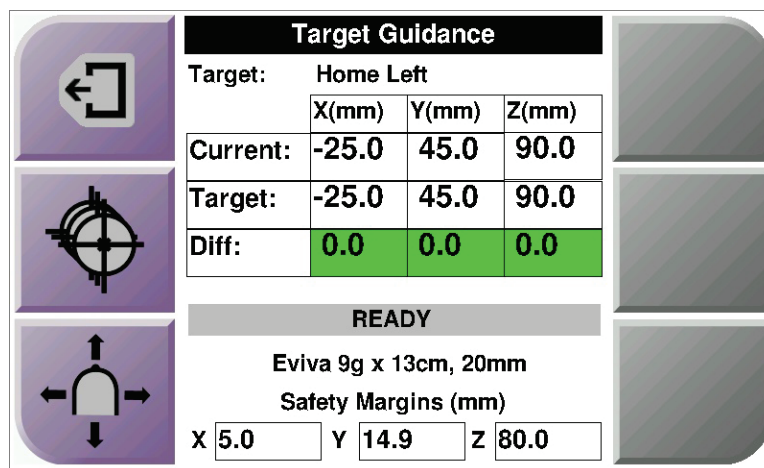 Target Guidance
Target: Home Left
X(mm) Y(mm) Z(mm)
Current: -25.0 45.0 90.0
Target: -25.0 45.0 90.0
Diff: 0.0 0.0 0.0
READY
Eviva 9g x 13cm, 20mm
Safety Margins (mm)
X 5.0 Y 14.9 Z 80.0